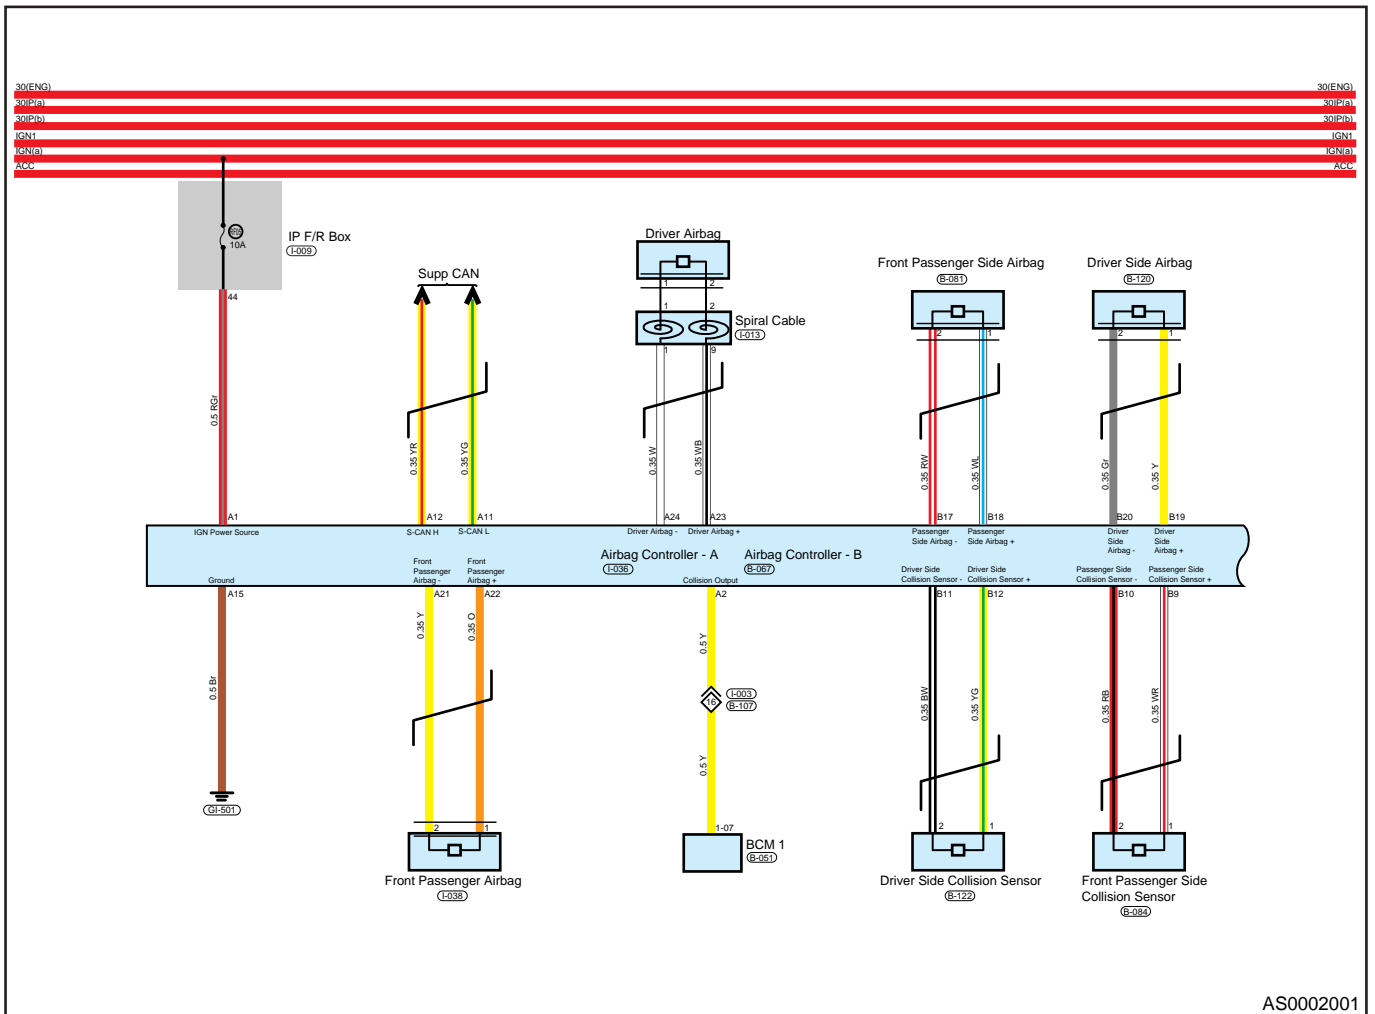 30(ENG) 30(ENG)
30IP(a) 30IP(a)
30IP(b) 30IP(b)
IGN1 IGN1
IGN(a) IGN(a)
ACC ACC
10A
IP F/R Box
I-009
44
0.5 RGr
Supp CAN
0.35 YR
0.35 YG
Driver Airbag
1 2
1 2
Spiral Cable
I-013
1 9
0.35 W
0.35 WB
Front Passenger Side Airbag
B-081
2 1
0.35 RW
0.35 WL
Driver Side Airbag
B-120
2 1
0.35 Gr
0.35 Y
A1 A12 A11 A24 A23 B17 B18 B20 B19
IGN Power Source
S-CAN H
S-CAN L
Driver Airbag -
Driver Airbag +
Passenger
Side Airbag -
Passenger
Side Airbag +
Driver
Side
Airbag -
Driver
Side
Airbag +
Airbag Controller - A
I-036
Airbag Controller - B
B-067
Ground
Front
Passenger
Airbag -
Front
Passenger
Airbag +
Collision Output
Driver Side
Collision Sensor -
Driver Side
Collision Sensor +
Passenger Side
Collision Sensor -
Passenger Side
Collision Sensor +
A15 A21 A22 A2 B11 B12 B10 B9
0.5 Br
GI-501
0.35 Y
0.35 O
2 1
Front Passenger Airbag
I-038
0.5 Y
16
I-003
B-107
0.5 Y
1-07
BCM 1
B-051
0.35 BW
0.35 YG
2 1
Driver Side Collision Sensor
B-122
0.35 RB
0.35 WR
2 1
Front Passenger Side
Collision Sensor
B-084
AS0002001